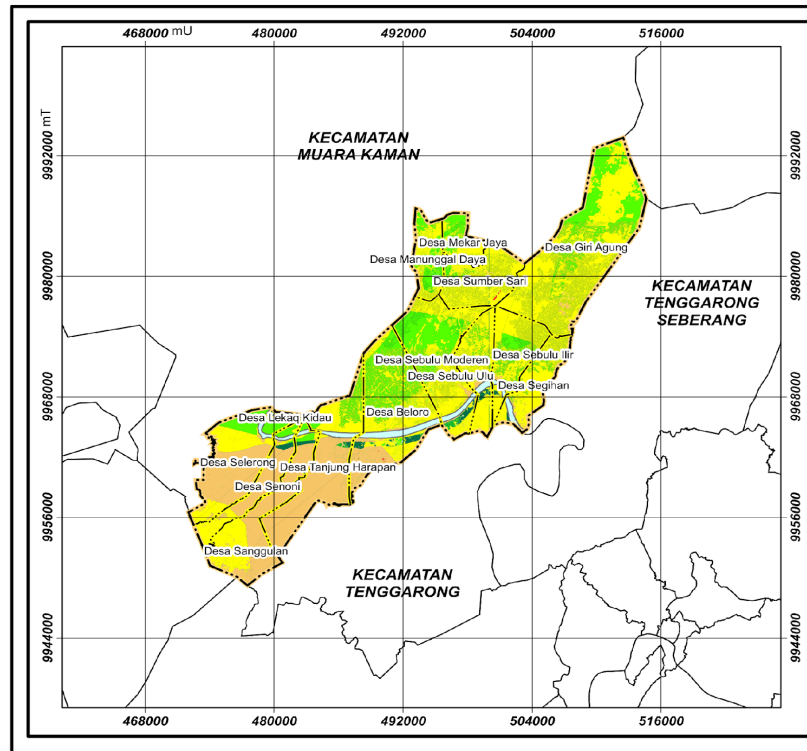 468000 mU
480000
492000
504000
516000
9992000 mT
9992000
KECAMATAN
MUARA KAMAN
Desa Mekar Jaya
Desa Giri Agung
Desa Manunggal Daya
9980000
Desa Sumber Sari
9980000
KECAMATAN
TENGGARONG
SEBERANG
Desa Sebulu Moderen
Desa Sebulu Ilir
Desa Sebulu Ulu
Desa Segihan
9968000
9968000
Desa Beloro
Desa Lekaq Kidau
Desa Selerong
Desa Tanjung Harapan
Desa Senoni
9956000
9956000
Desa Sanggulan
KECAMATAN
TENGGARONG
9944000
9944000
468000
480000
492000
504000
516000